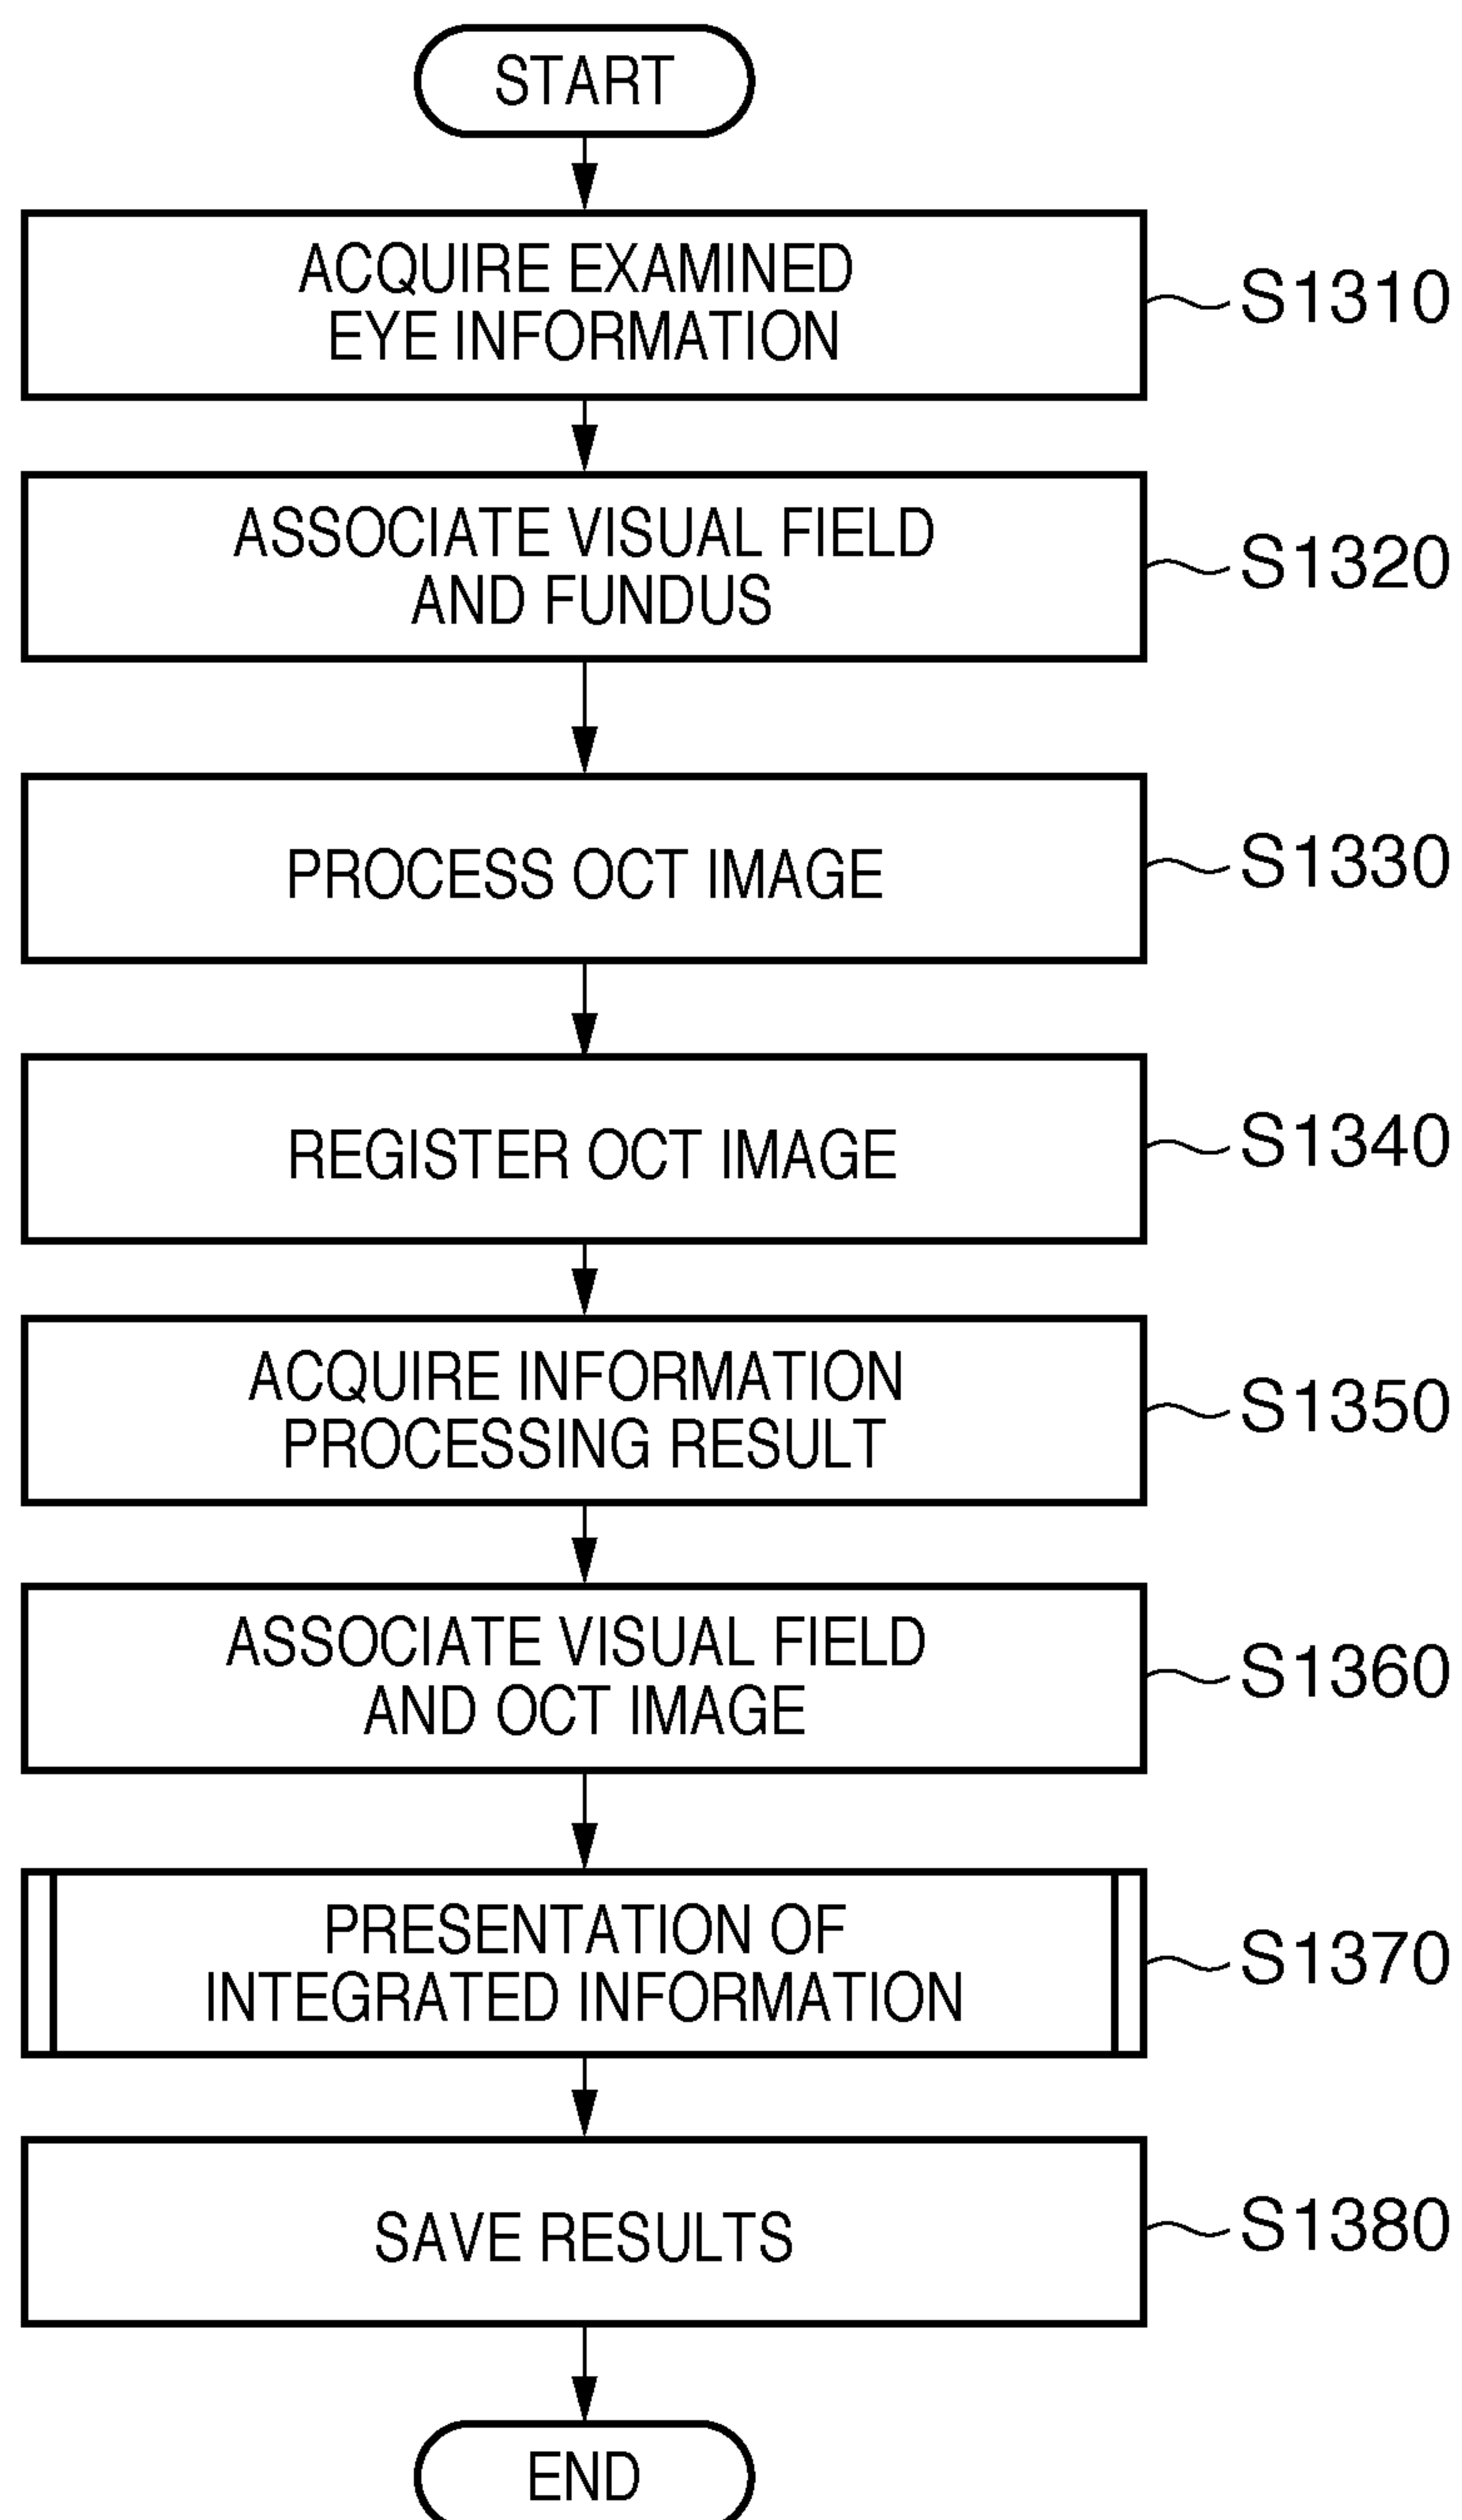 START
ACQUIRE EXAMINED
EYE INFORMATION
S1310
ASSOCIATE VISUAL FIELD
AND FUNDUS
S1320
PROCESS OCT IMAGE
S1330
REGISTER OCT IMAGE
S1340
ACQUIRE INFORMATION
PROCESSING RESULT
S1350
ASSOCIATE VISUAL FIELD
AND OCT IMAGE
S1360
PRESENTATION OF
INTEGRATED INFORMATION
S1370
SAVE RESULTS
S1380
END